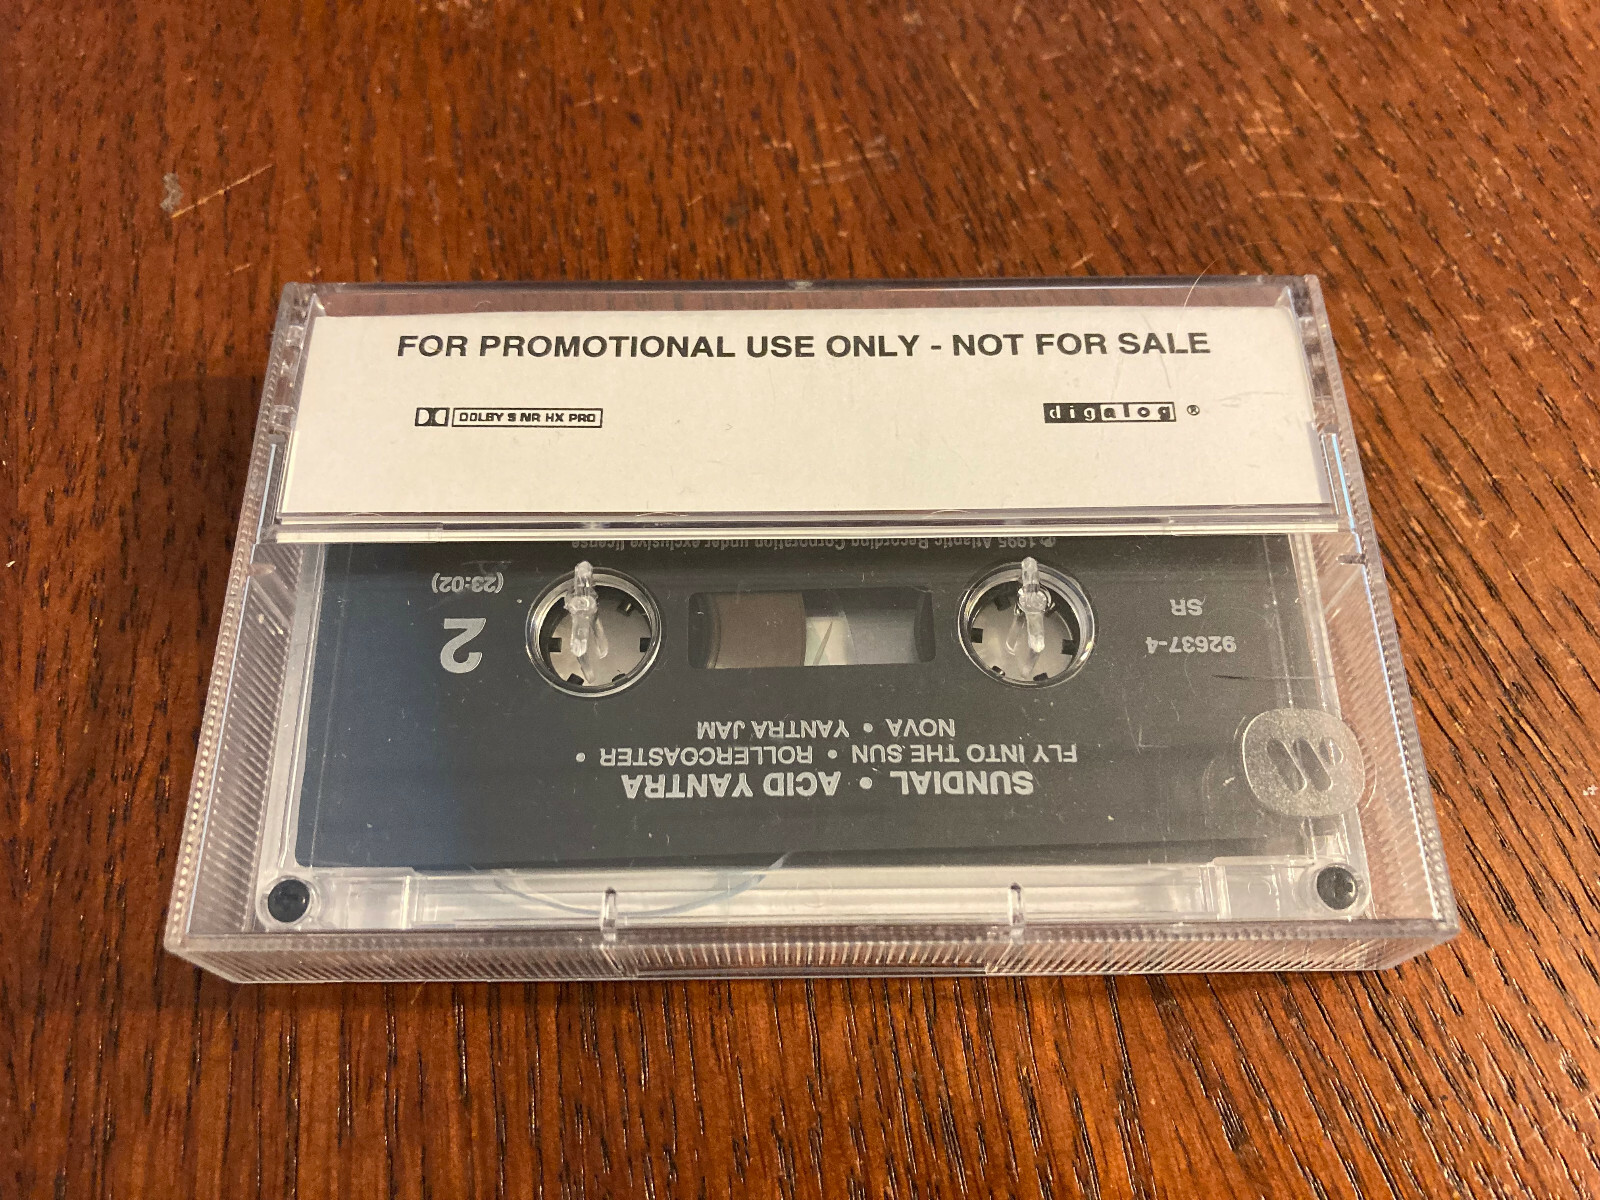 FOR PROMOTIONAL USE ONLY - NOT FOR SALE
DOLBY S NR HX PRO
digalog ®
SUNDIAL • ACID YANTRA
FLY INTO THE SUN • ROLLERCOASTER •
NOVA • YANTRA JAM
92637-4
SR
2
(23:02)
℗ 1995 Atlantic Recording Corporation under exclusive license